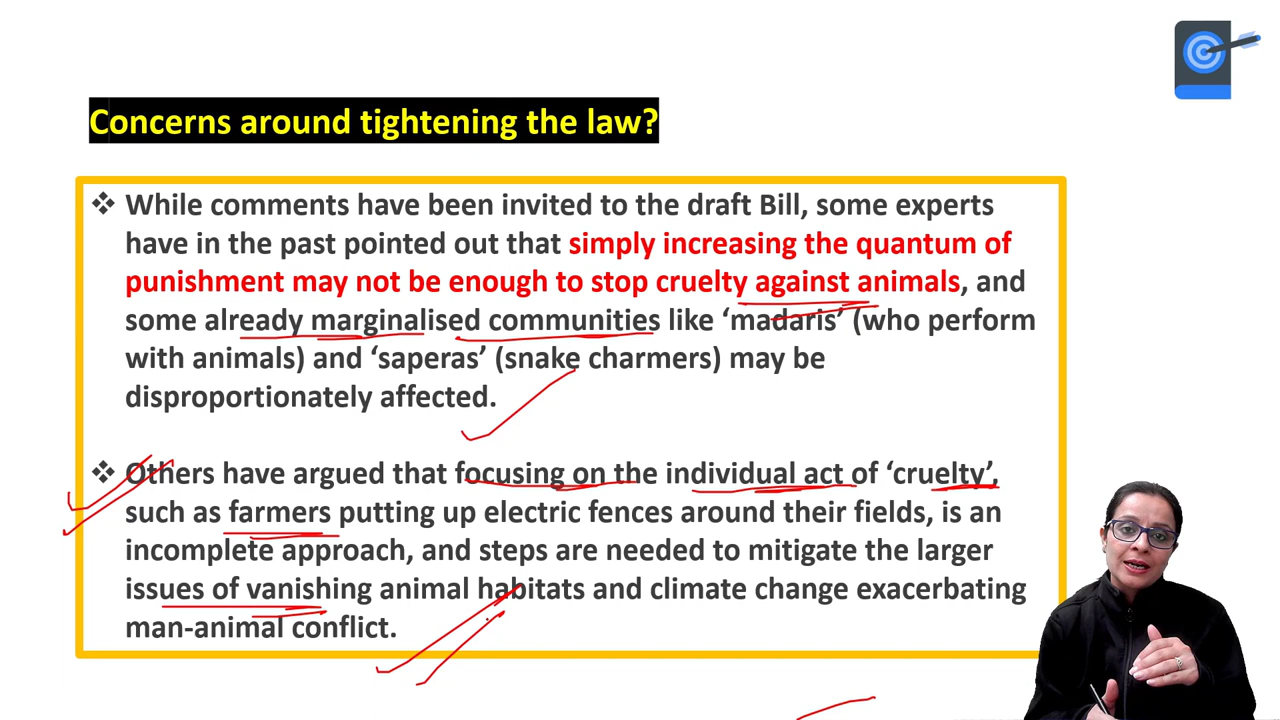 Concerns around tightening the law?
❖ While comments have been invited to the draft Bill, some experts
have in the past pointed out that simply increasing the quantum of
punishment may not be enough to stop cruelty against animals, and
some already marginalised communities like ‘madaris’ (who perform
with animals) and ‘saperas’ (snake charmers) may be
disproportionately affected.
❖ Others have argued that focusing on the individual act of ‘cruelty’,
such as farmers putting up electric fences around their fields, is an
incomplete approach, and steps are needed to mitigate the larger
issues of vanishing animal habitats and climate change exacerbating
man-animal conflict.